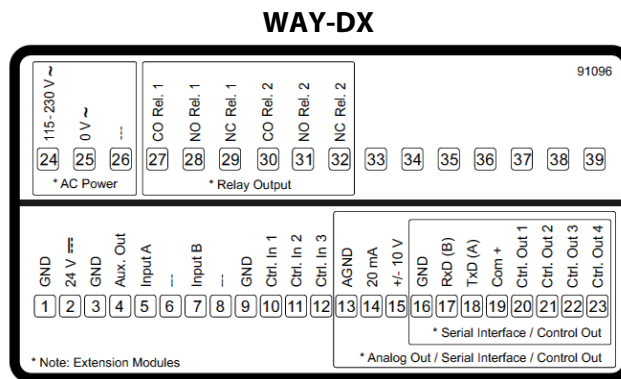 WAY-DX
91096
115 - 230 V ~
0 V ~
---
CO Rel. 1
NO Rel. 1
NC Rel. 1
CO Rel. 2
NO Rel. 2
NC Rel. 2
24 25 26 27 28 29 30 31 32 33 34 35 36 37 38 39
* AC Power
* Relay Output
GND
24 V ⎓
GND
Aux. Out
Input A
--
Input B
--
GND
Ctrl. In 1
Ctrl. In 2
Ctrl. In 3
AGND
20 mA
+/- 10 V
GND
RxD (B)
TxD (A)
Com +
Ctrl. Out 1
Ctrl. Out 2
Ctrl. Out 3
Ctrl. Out 4
1 2 3 4 5 6 7 8 9 10 11 12 13 14 15 16 17 18 19 20 21 22 23
* Serial Interface / Control Out
* Note: Extension Modules
* Analog Out / Serial Interface / Control Out